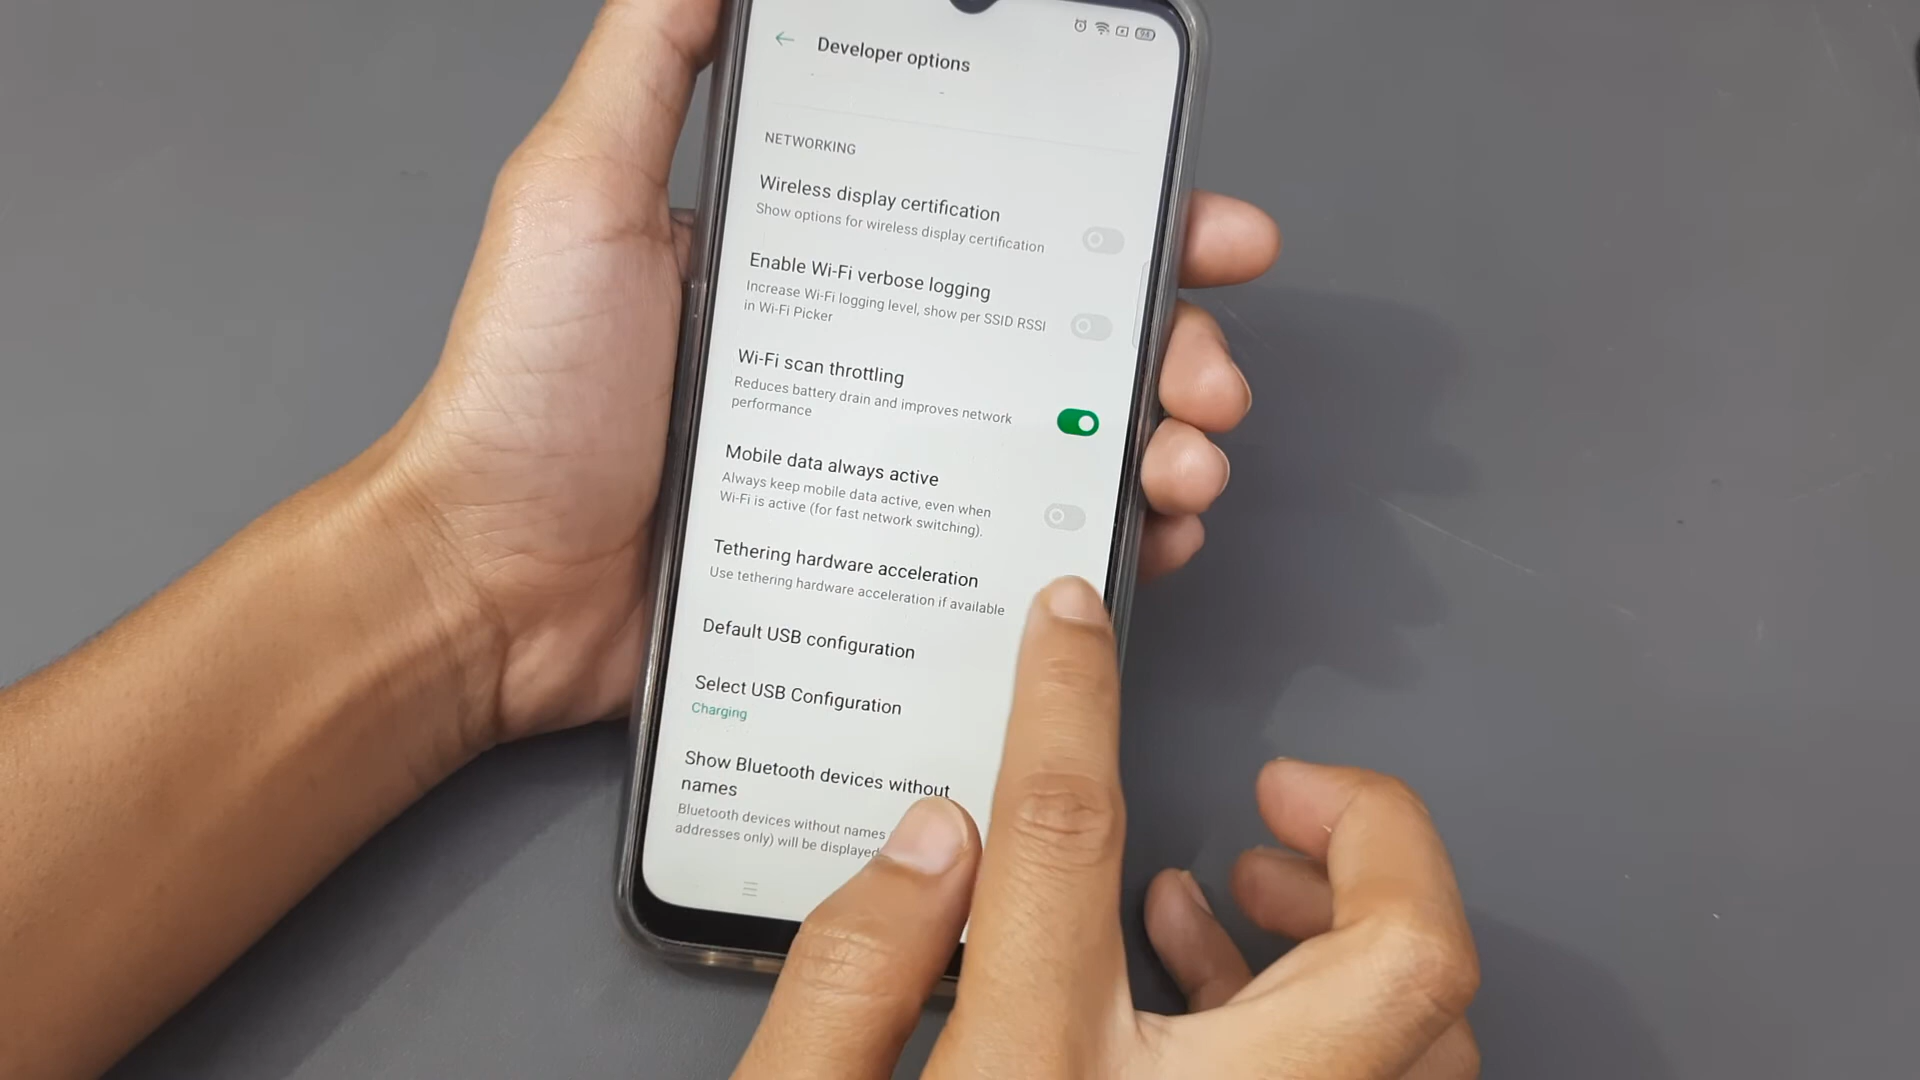 94
Developer options
NETWORKING
Wireless display certification
Show options for wireless display certification
Enable Wi-Fi verbose logging
Increase Wi-Fi logging level, show per SSID RSSI
in Wi-Fi Picker
Wi-Fi scan throttling
Reduces battery drain and improves network
performance
Mobile data always active
Always keep mobile data active, even when
Wi-Fi is active (for fast network switching).
Tethering hardware acceleration
Use tethering hardware acceleration if available
Default USB configuration
Select USB Configuration
Charging
Show Bluetooth devices without
names
Bluetooth devices without names
addresses only) will be displayed